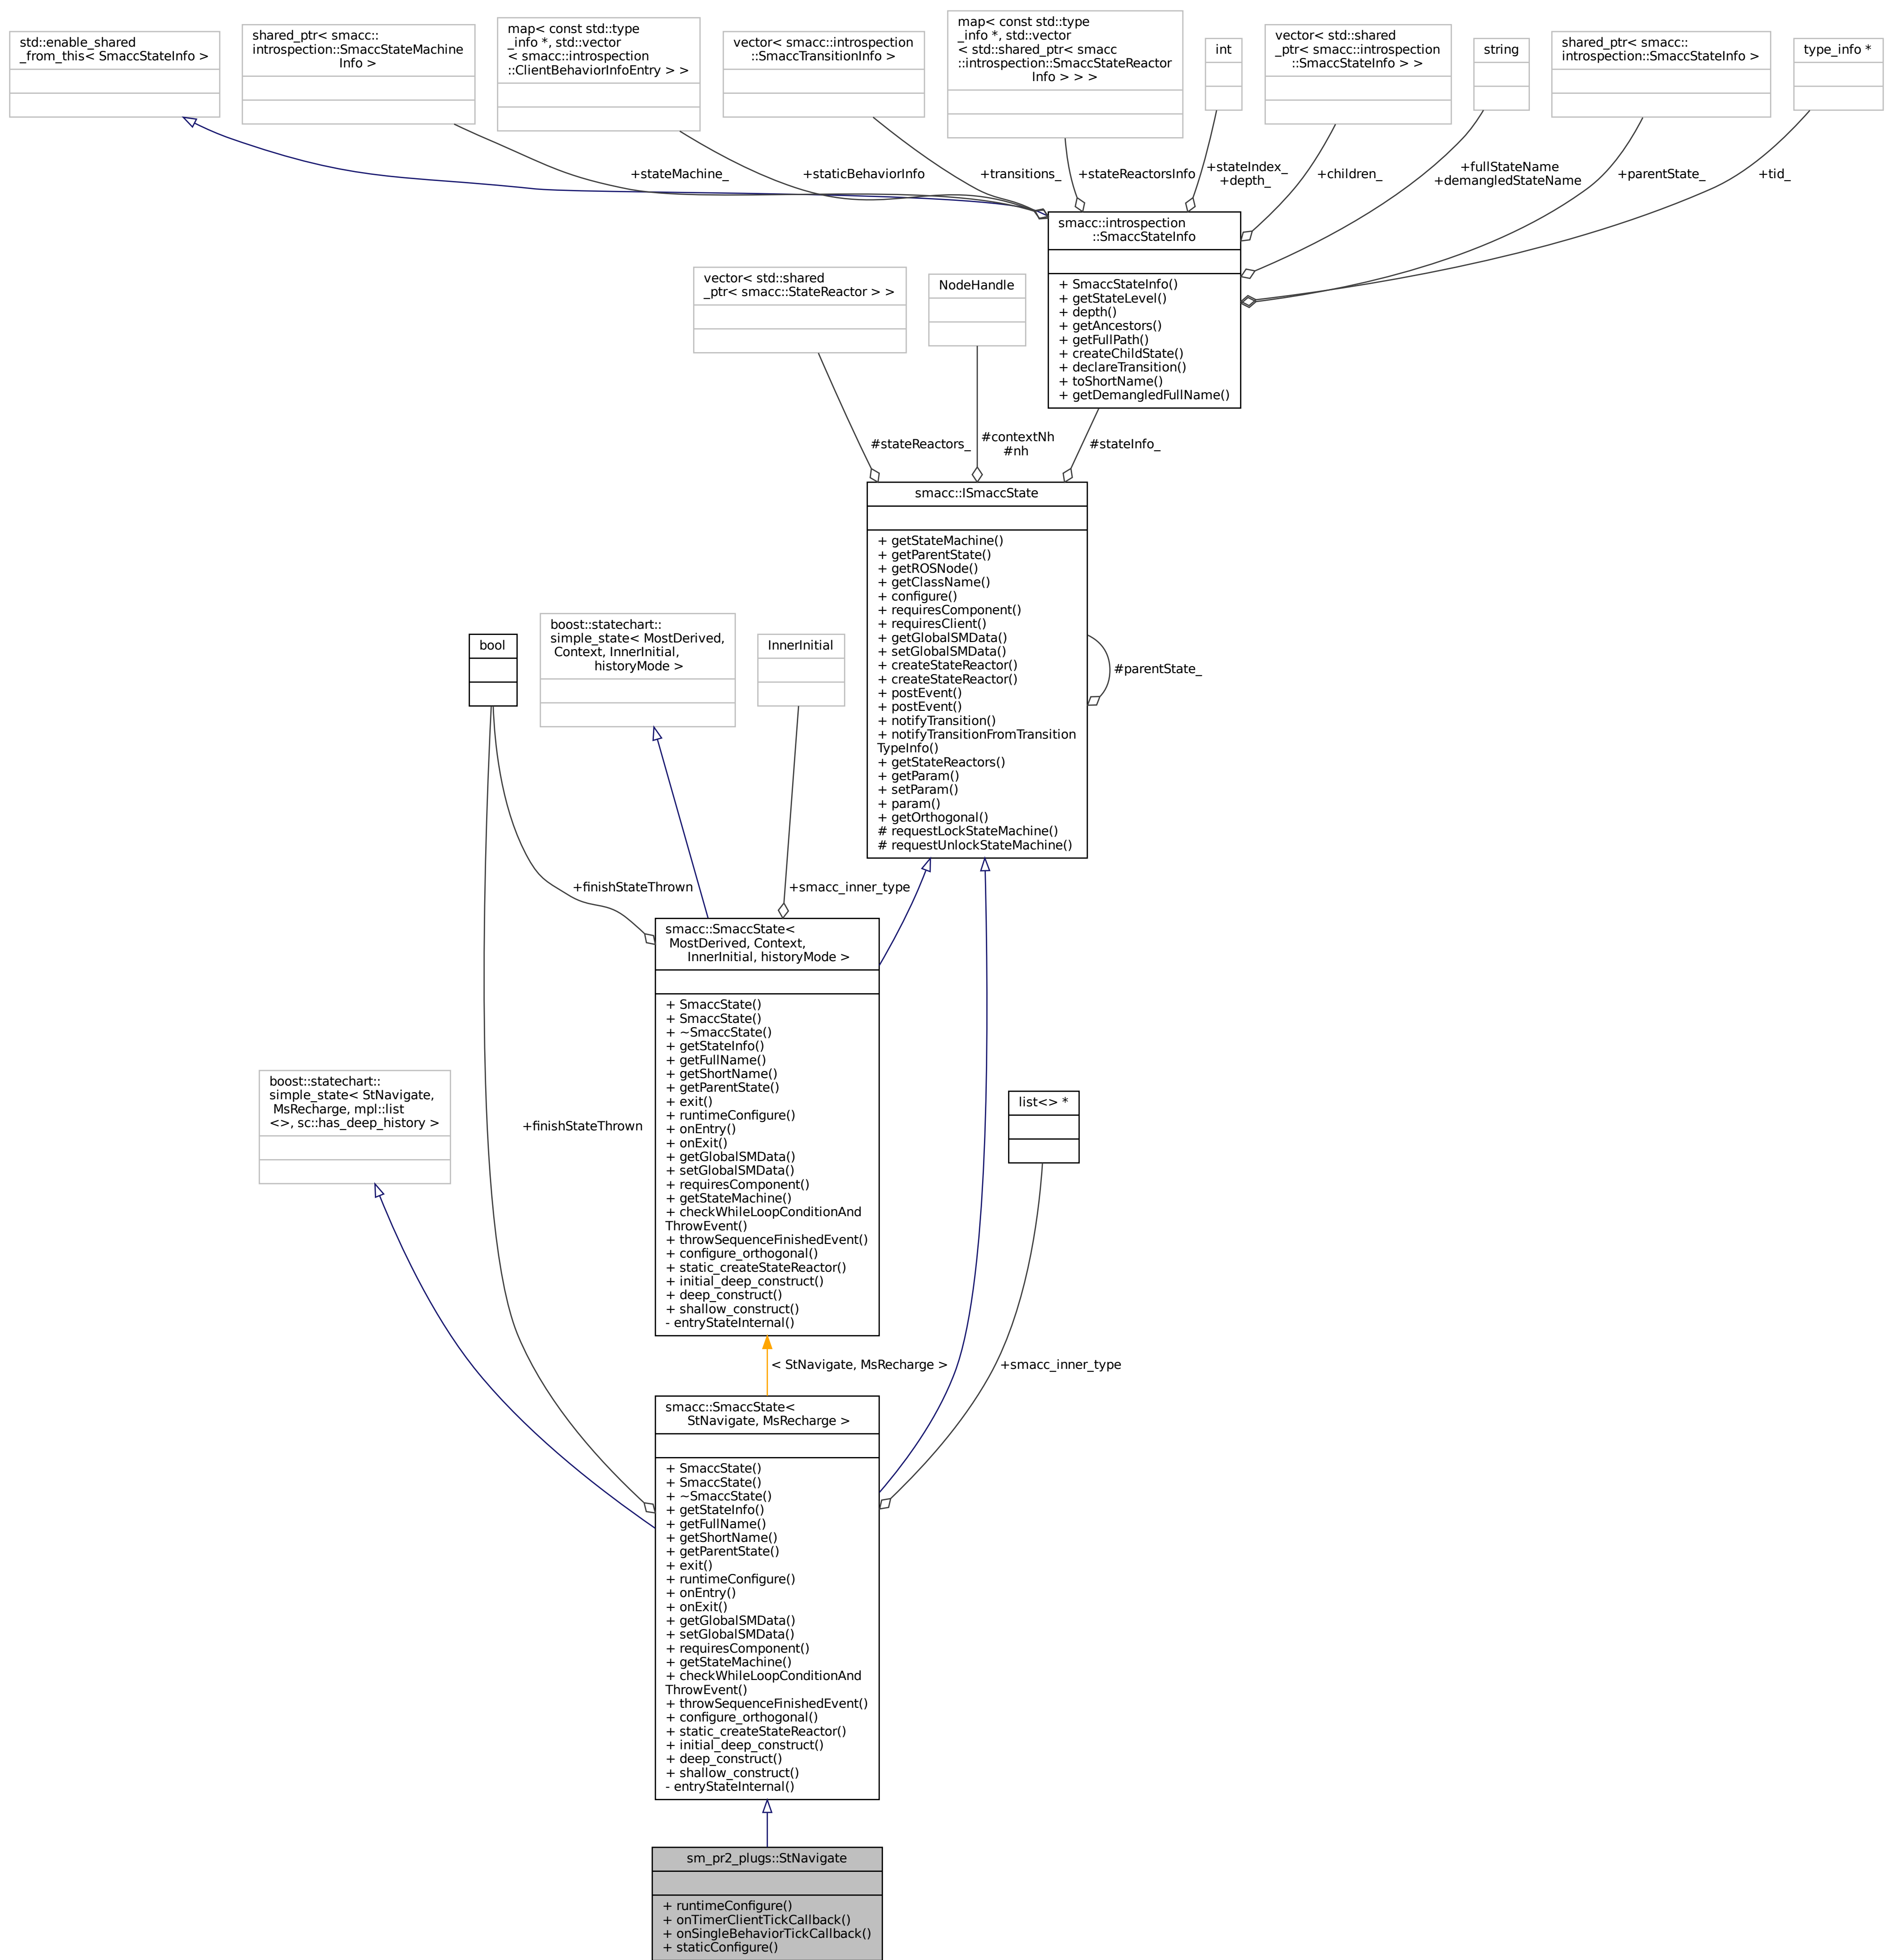 std::enable_shared
_from_this< SmaccStateInfo >
shared_ptr< smacc::
introspection::SmaccStateMachine
Info >
map< const std::type
_info *, std::vector
< smacc::introspection
::ClientBehaviorInfoEntry > >
vector< smacc::introspection
::SmaccTransitionInfo >
map< const std::type
_info *, std::vector
< std::shared_ptr< smacc
::introspection::SmaccStateReactor
Info > > >
int
vector< std::shared
_ptr< smacc::introspection
::SmaccStateInfo > >
string
shared_ptr< smacc::
introspection::SmaccStateInfo >
type_info *
+stateMachine_
+staticBehaviorInfo
+transitions_
+stateReactorsInfo
+stateIndex_
+depth_
+children_
+fullStateName
+demangledStateName
+parentState_
+tid_
smacc::introspection
::SmaccStateInfo
+ SmaccStateInfo()
+ getStateLevel()
+ depth()
+ getAncestors()
+ getFullPath()
+ createChildState()
+ declareTransition()
+ toShortName()
+ getDemangledFullName()
vector< std::shared
_ptr< smacc::StateReactor > >
NodeHandle
#stateReactors_
#contextNh
#nh
#stateInfo_
smacc::ISmaccState
+ getStateMachine()
+ getParentState()
+ getROSNode()
+ getClassName()
+ configure()
+ requiresComponent()
+ requiresClient()
+ getGlobalSMData()
+ setGlobalSMData()
+ createStateReactor()
+ createStateReactor()
+ postEvent()
+ postEvent()
+ notifyTransition()
+ notifyTransitionFromTransition
TypeInfo()
+ getStateReactors()
+ getParam()
+ setParam()
+ param()
+ getOrthogonal()
# requestLockStateMachine()
# requestUnlockStateMachine()
#parentState_
bool
boost::statechart::
simple_state< MostDerived,
Context, InnerInitial,
historyMode >
InnerInitial
+finishStateThrown
+smacc_inner_type
smacc::SmaccState<
MostDerived, Context,
InnerInitial, historyMode >
+ SmaccState()
+ SmaccState()
+ ~SmaccState()
+ getStateInfo()
+ getFullName()
+ getShortName()
+ getParentState()
+ exit()
+ runtimeConfigure()
+ onEntry()
+ onExit()
+ getGlobalSMData()
+ setGlobalSMData()
+ requiresComponent()
+ getStateMachine()
+ checkWhileLoopConditionAnd
ThrowEvent()
+ throwSequenceFinishedEvent()
+ configure_orthogonal()
+ static_createStateReactor()
+ initial_deep_construct()
+ deep_construct()
+ shallow_construct()
- entryStateInternal()
boost::statechart::
simple_state< StNavigate,
MsRecharge, mpl::list
<>, sc::has_deep_history >
+finishStateThrown
list<> *
< StNavigate, MsRecharge >
+smacc_inner_type
smacc::SmaccState<
StNavigate, MsRecharge >
+ SmaccState()
+ SmaccState()
+ ~SmaccState()
+ getStateInfo()
+ getFullName()
+ getShortName()
+ getParentState()
+ exit()
+ runtimeConfigure()
+ onEntry()
+ onExit()
+ getGlobalSMData()
+ setGlobalSMData()
+ requiresComponent()
+ getStateMachine()
+ checkWhileLoopConditionAnd
ThrowEvent()
+ throwSequenceFinishedEvent()
+ configure_orthogonal()
+ static_createStateReactor()
+ initial_deep_construct()
+ deep_construct()
+ shallow_construct()
- entryStateInternal()
sm_pr2_plugs::StNavigate
+ runtimeConfigure()
+ onTimerClientTickCallback()
+ onSingleBehaviorTickCallback()
+ staticConfigure()